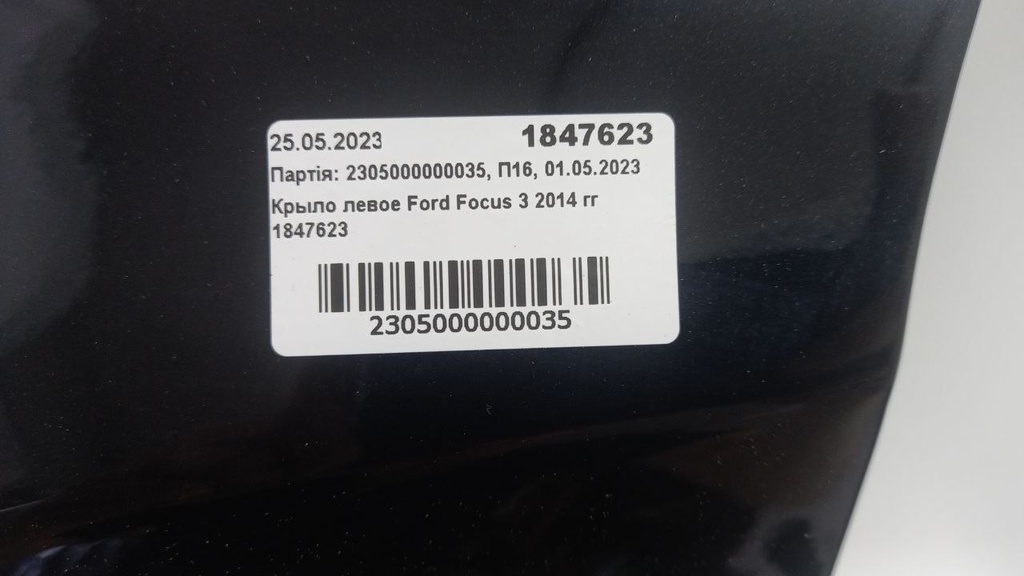 25.05.2023 1847623
Партія: 2305000000035, П16, 01.05.2023
Крыло левое Ford Focus 3 2014 гг
1847623
2305000000035